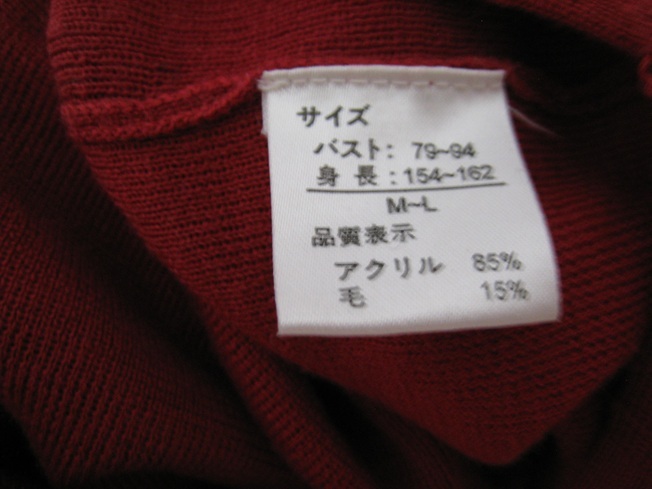 サイズ
バスト: 79~94
身 長 : 154~162
M~L
品質表示
アクリル 85%
毛 15%